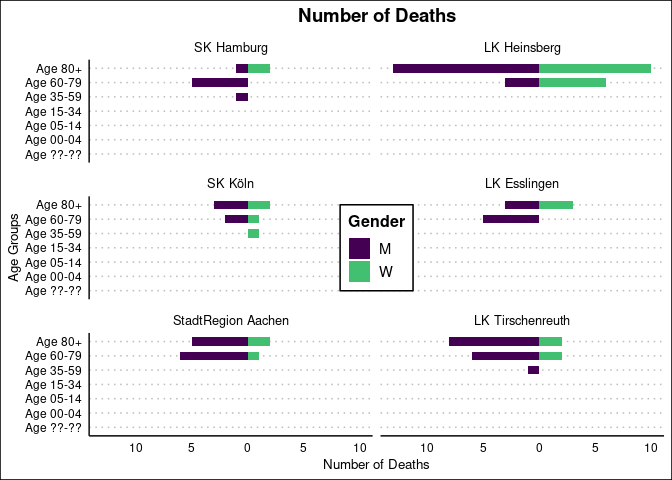 Number of Deaths
SK Hamburg
LK Heinsberg
Age 80+
Age 60-79
Age 35-59
Age 15-34
Age 05-14
Age 00-04
Age ??-??
SK Köln
LK Esslingen
Age 80+
Age 60-79
Age 35-59
Age 15-34
Age 05-14
Age 00-04
Age ??-??
Age Groups
Gender
M
W
StadtRegion Aachen
LK Tirschenreuth
Age 80+
Age 60-79
Age 35-59
Age 15-34
Age 05-14
Age 00-04
Age ??-??
10 5 0 5 10 10 5 0 5 10
Number of Deaths